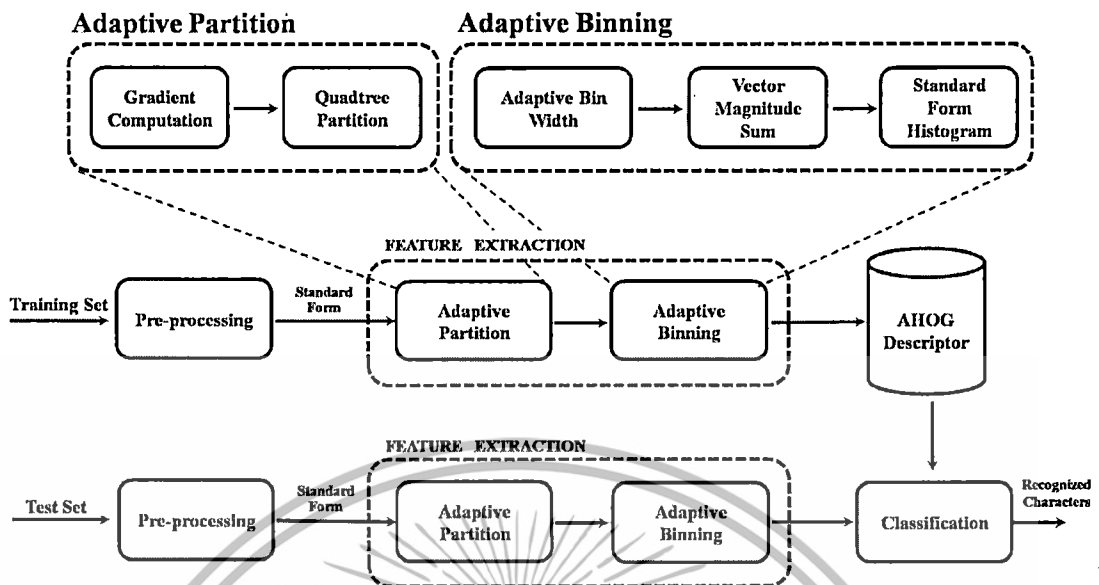 Adaptive Partition
Adaptive Binning
Gradient
Computation
Quadtree
Partition
Adaptive Bin
Width
Vector
Magnitude
Sum
Standard
Form
Histogram
FEATURE EXTRACTION
Training Set
Pre-processing
Standard
Form
Adaptive
Partition
Adaptive
Binning
AHOG
Descriptor
FEATURE EXTRACTION
Test Set
Pre-processing
Standard
Form
Adaptive
Partition
Adaptive
Binning
Classification
Recognized
Characters